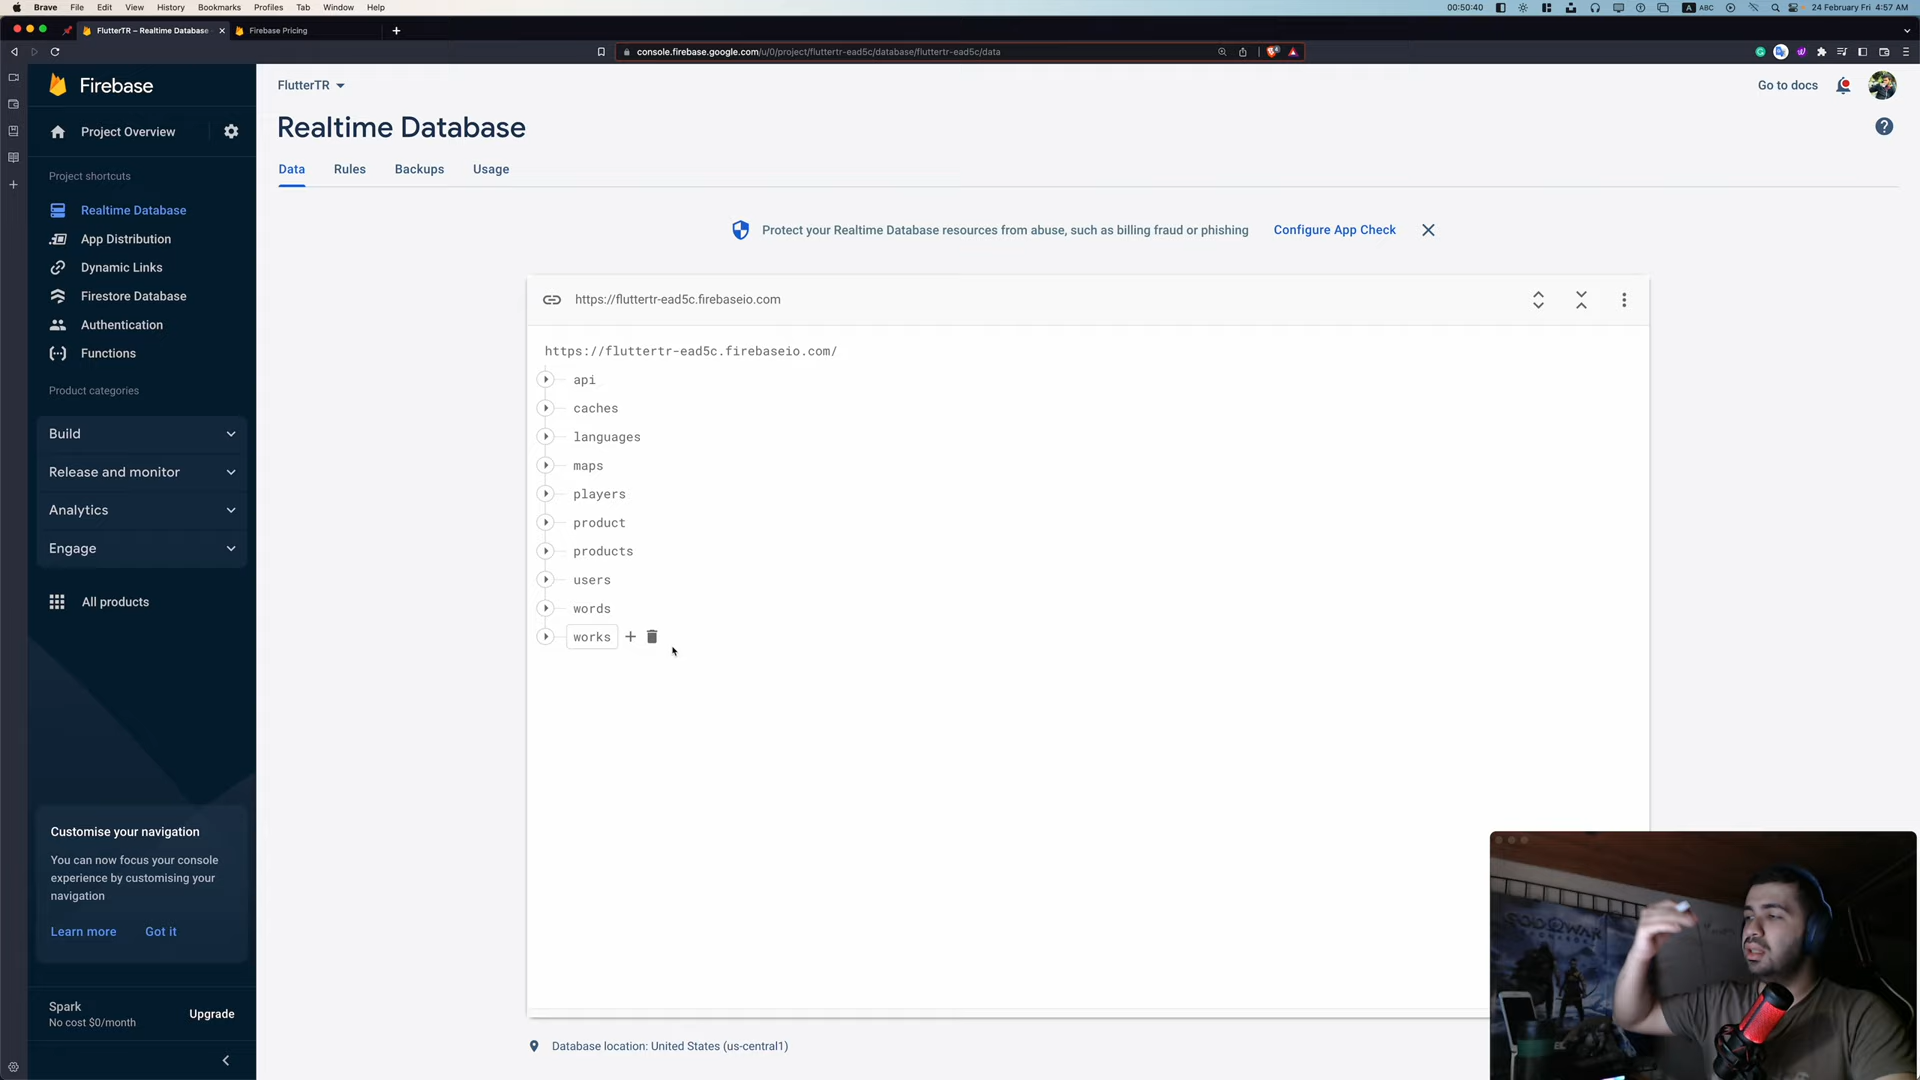 Brave File Edit View History Bookmarks Profiles Tab Window Help
00:50:40 A ABC 24 February Fri 4:57 AM
FlutterTR – Realtime Database
Firebase Pricing
console.firebase.google.com/u/0/project/fluttertr-ead5c/database/fluttertr-ead5c/data
Firebase
Project Overview
Project shortcuts
Realtime Database
App Distribution
Dynamic Links
Firestore Database
Authentication
Functions
Product categories
Build
Release and monitor
Analytics
Engage
All products
Customise your navigation
You can now focus your console
experience by customising your
navigation
Learn more Got it
Spark
No cost $0/month
Upgrade
FlutterTR
Go to docs
Realtime Database
Data Rules Backups Usage
Protect your Realtime Database resources from abuse, such as billing fraud or phishing Configure App Check
https://fluttertr-ead5c.firebaseio.com
https://fluttertr-ead5c.firebaseio.com/
api
caches
languages
maps
players
product
products
users
words
works
Database location: United States (us-central1)
GOD OF WAR